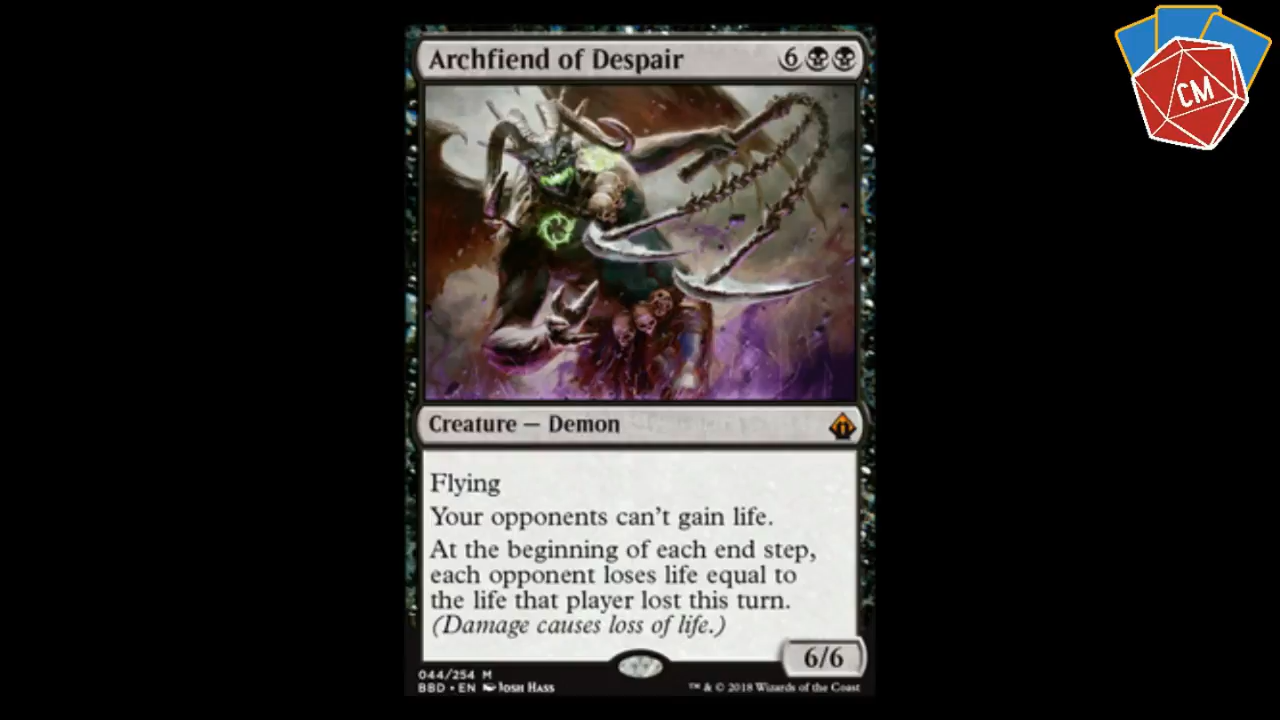 Archfiend of Despair 6
CM
Creature — Demon
Flying
Your opponents can't gain life.
At the beginning of each end step,
each opponent loses life equal to
the life that player lost this turn.
(Damage causes loss of life.)
6/6
044/254 M
BBD • EN JOSH HASS
™ & © 2018 Wizards of the Coast